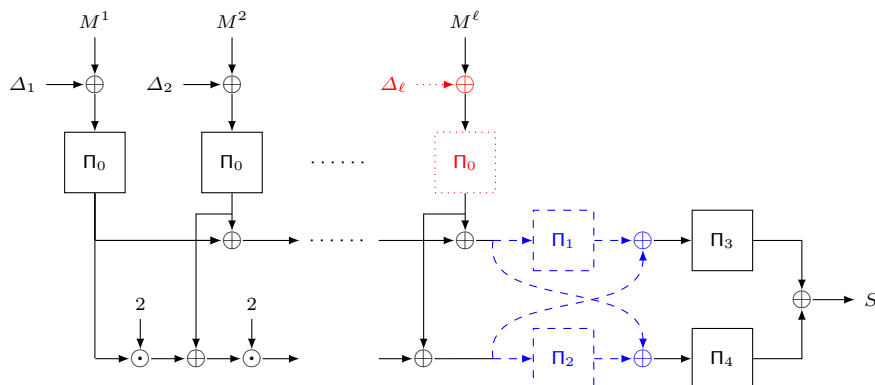 M^1 M^2 M^ℓ
Δ_1 Δ_2 Δ_ℓ
Π_0 Π_0 ...... Π_0
...... Π_1 Π_3
2 2 S
Π_2 Π_4